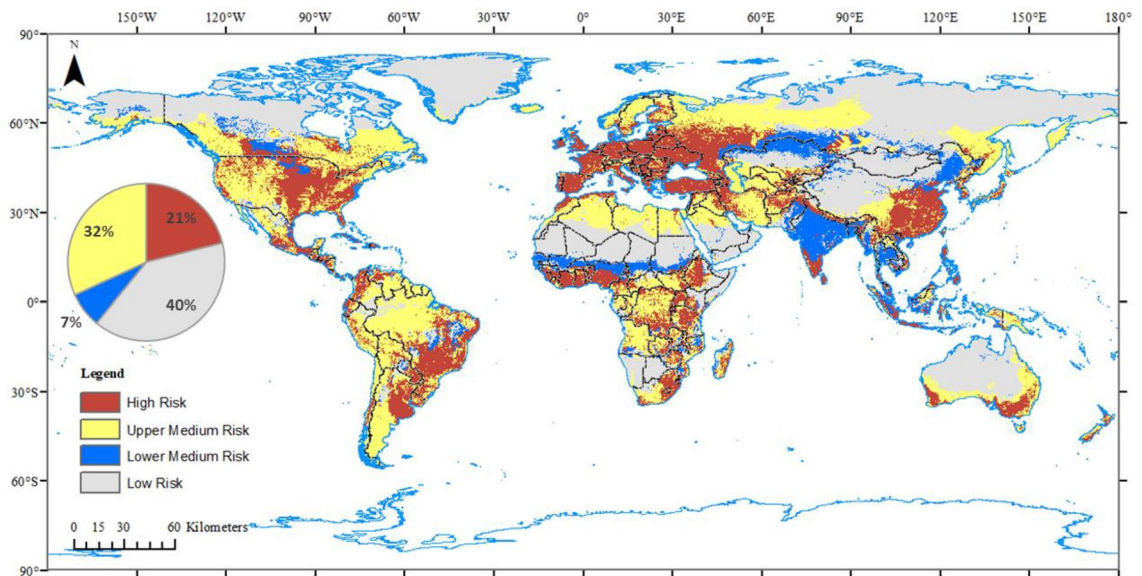 150°W 120°W 90°W 60°W 30°W 0° 30°E 60°E 90°E 120°E 150°E 180°
90°
N
60°N
30°N
0°
30°S
60°S
90°
32%
21%
40%
7%
Legend
High Risk
Upper Medium Risk
Lower Medium Risk
Low Risk
0 15 30 60 Kilometers